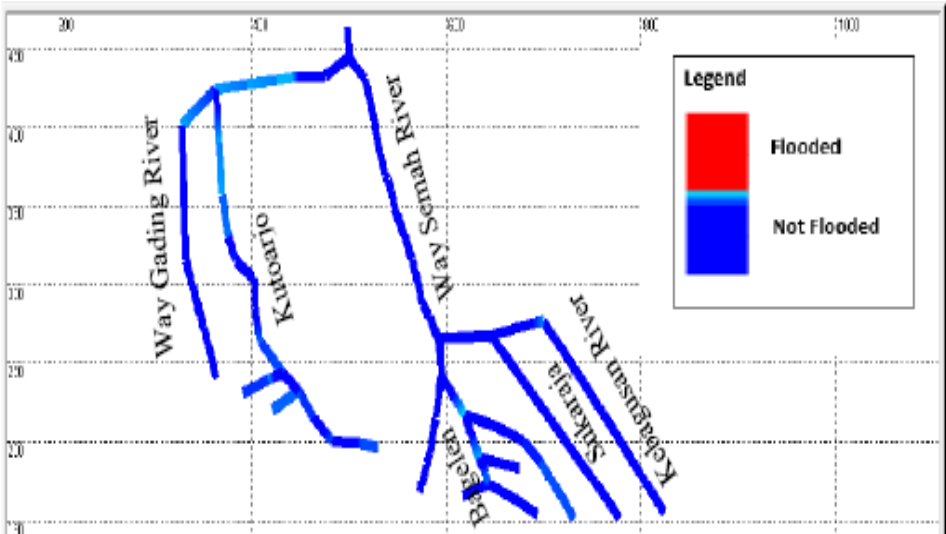 200 400 600 800 1000
Legend
Flooded
Not Flooded
Way Gading River
Kutoarjo
Way Semah River
Kebagusan River
Sukaraja
Bagelen